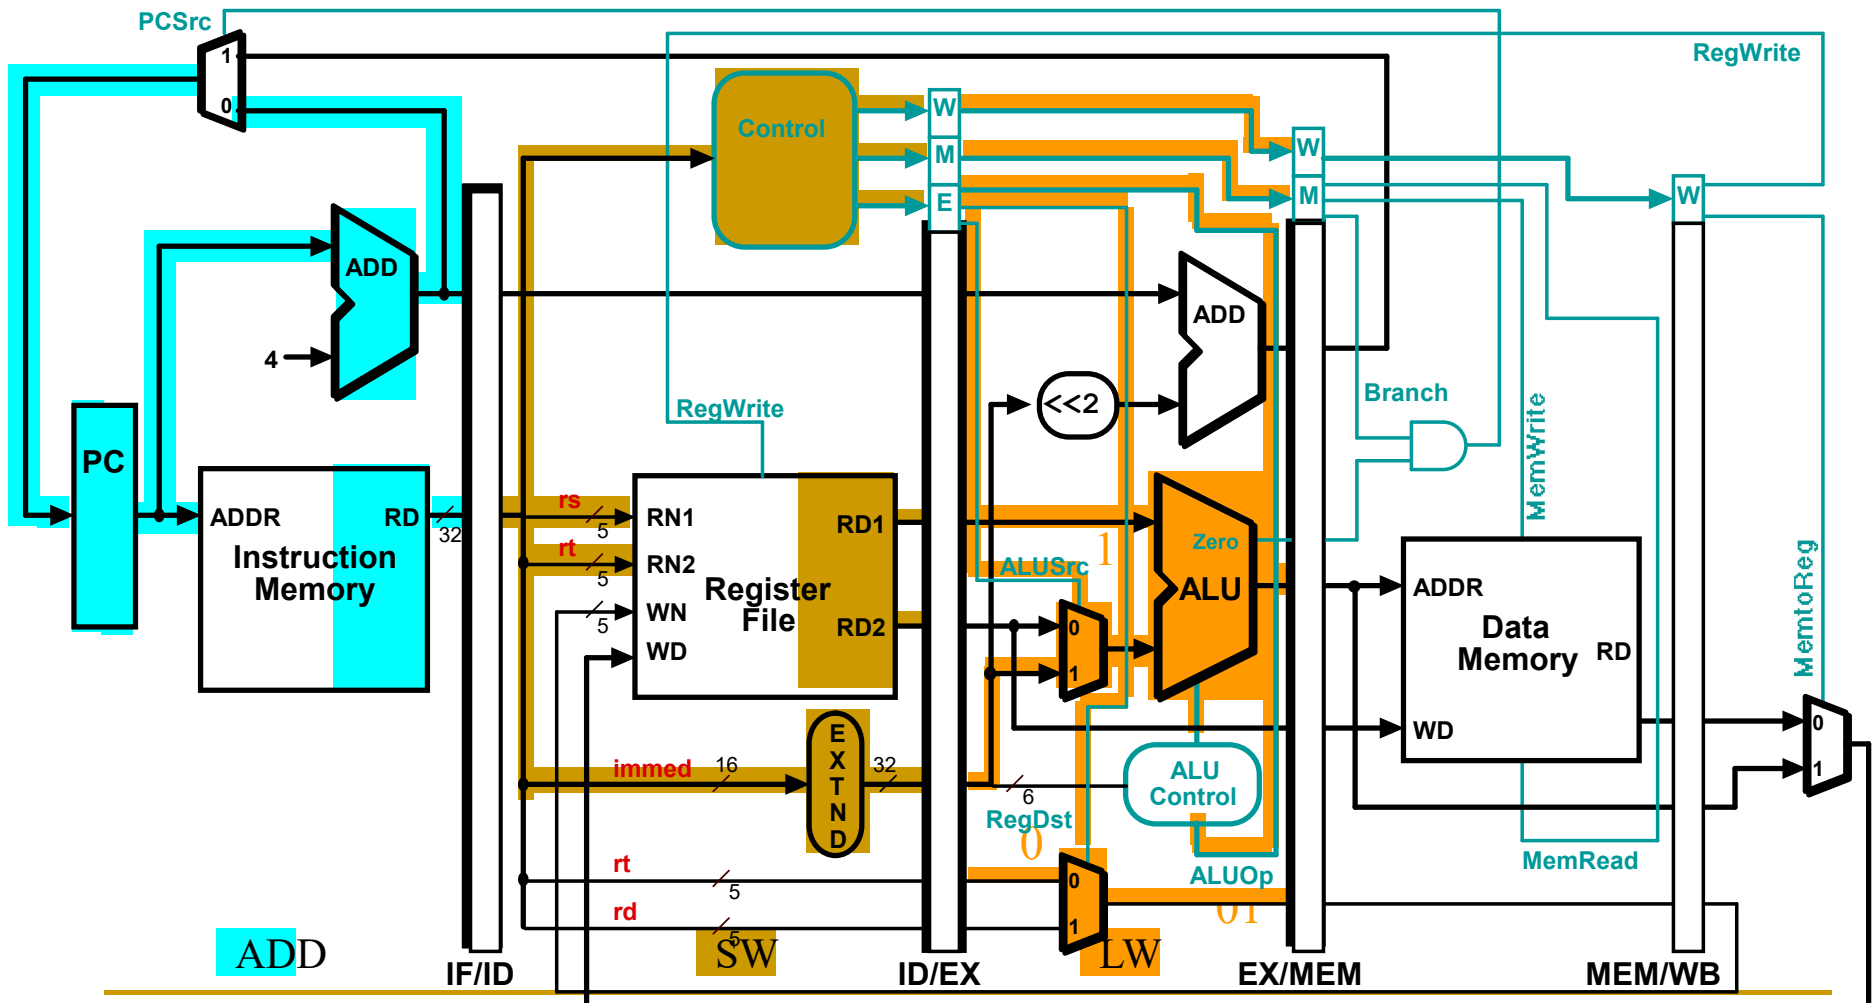 PCSrc
RegWrite
1
0
Control
W
M
E
W
M
W
ADD
4
ADD
<<2
Branch
MemWrite
RegWrite
PC
ADDR
RD
32
Instruction
Memory
rs
5
RN1
rt
5
RN2
5
WN
WD
Register
File
RD1
RD2
1
ALUSrc
0
1
Zero
ALU
ADDR
Data
Memory
RD
WD
MemtoReg
0
1
immed
16
E
X
T
N
D
32
6
ALU
Control
RegDst
0
MemRead
ALUOp
01
rt
5
0
rd
5
1
ADD
SW
LW
IF/ID
ID/EX
EX/MEM
MEM/WB